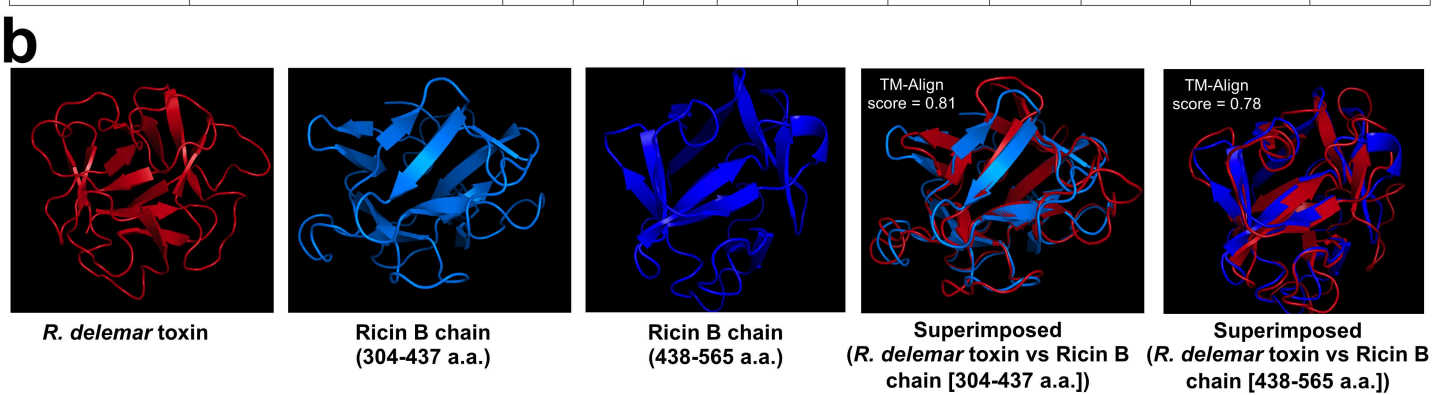 b
TM-Align
score = 0.81
TM-Align
score = 0.78
R. delemar toxin
Ricin B chain
(304-437 a.a.)
Ricin B chain
(438-565 a.a.)
Superimposed
(R. delemar toxin vs Ricin B
chain [304-437 a.a.])
Superimposed
(R. delemar toxin vs Ricin B
chain [438-565 a.a.])